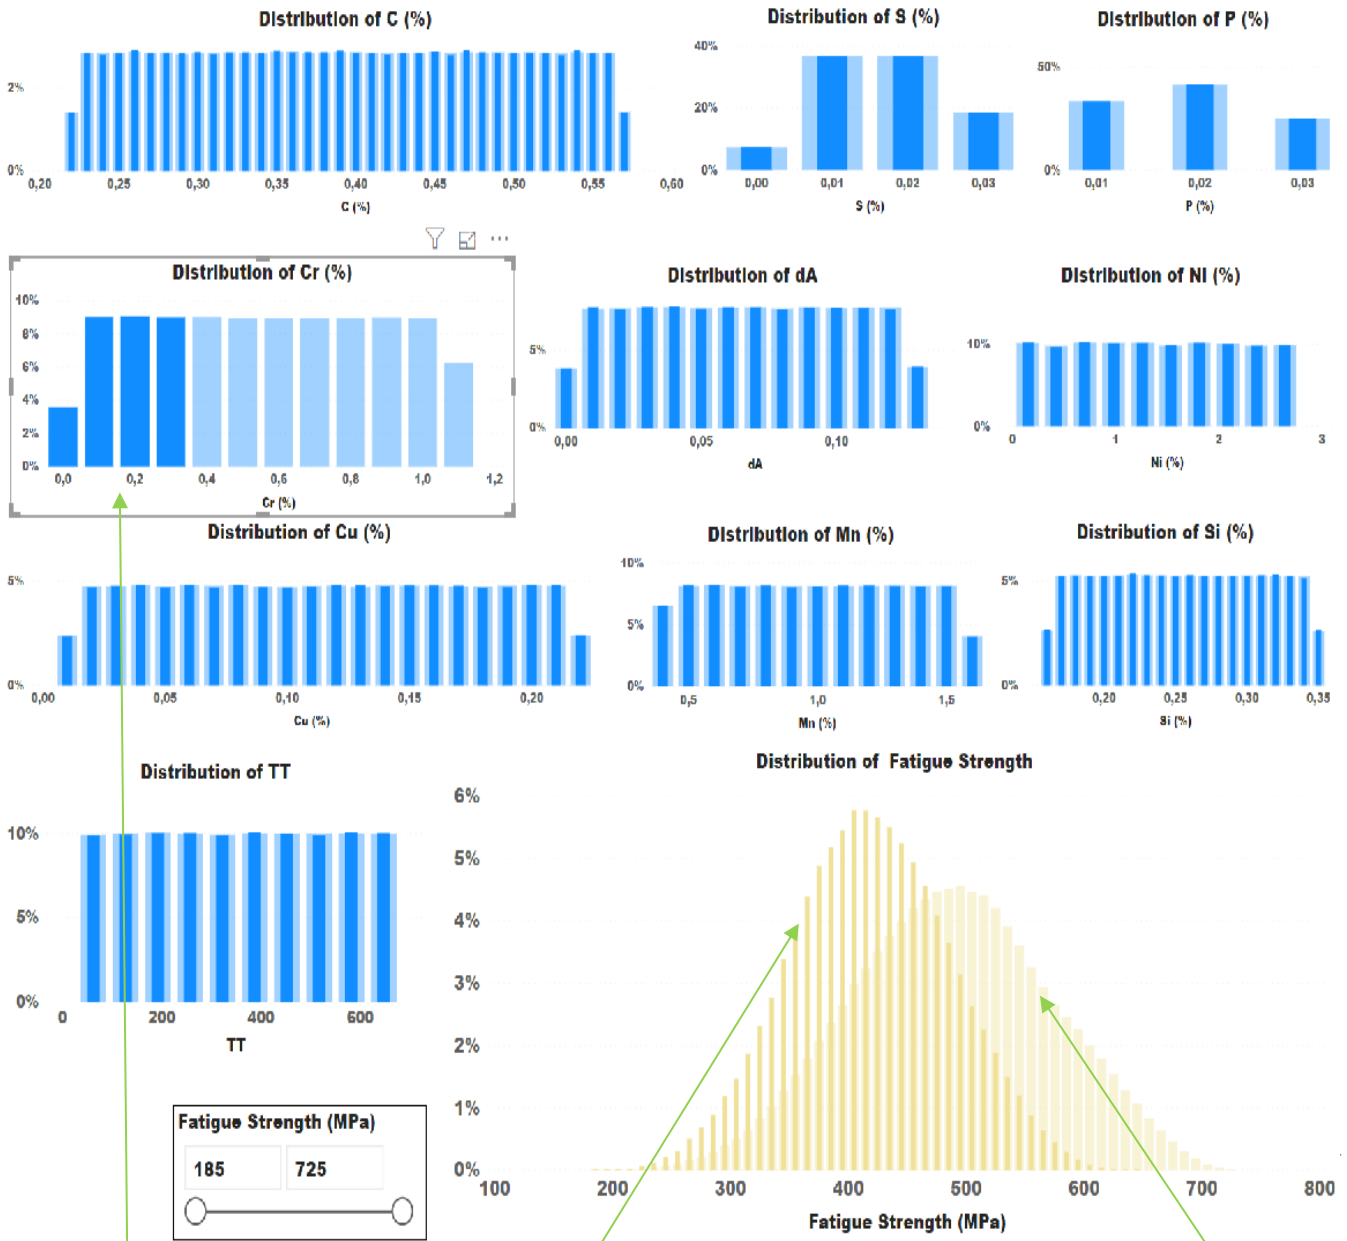 Distribution of C (%)
2%
0%
0,20 0,25 0,30 0,35 0,40 0,45 0,50 0,55 0,60
C (%)
Distribution of S (%)
40%
20%
0%
0,00 0,01 0,02 0,03
S (%)
Distribution of P (%)
50%
0%
0,01 0,02 0,03
P (%)
Distribution of Cr (%)
10%
8%
6%
4%
2%
0%
0,0 0,2 0,4 0,6 0,8 1,0 1,2
Cr (%)
Distribution of dA
5%
0%
0,00 0,05 0,10
dA
Distribution of Ni (%)
10%
0%
0 1 2 3
Ni (%)
Distribution of Cu (%)
5%
0%
0,00 0,05 0,10 0,15 0,20
Cu (%)
Distribution of Mn (%)
10%
5%
0%
0,5 1,0 1,5
Mn (%)
Distribution of Si (%)
5%
0%
0,20 0,25 0,30 0,35
Si (%)
Distribution of TT
10%
5%
0%
0 200 400 600
TT
Distribution of Fatigue Strength
6%
5%
4%
3%
2%
1%
0%
100 200 300 400 500 600 700 800
Fatigue Strength (MPa)
Fatigue Strength (MPa)
185 725